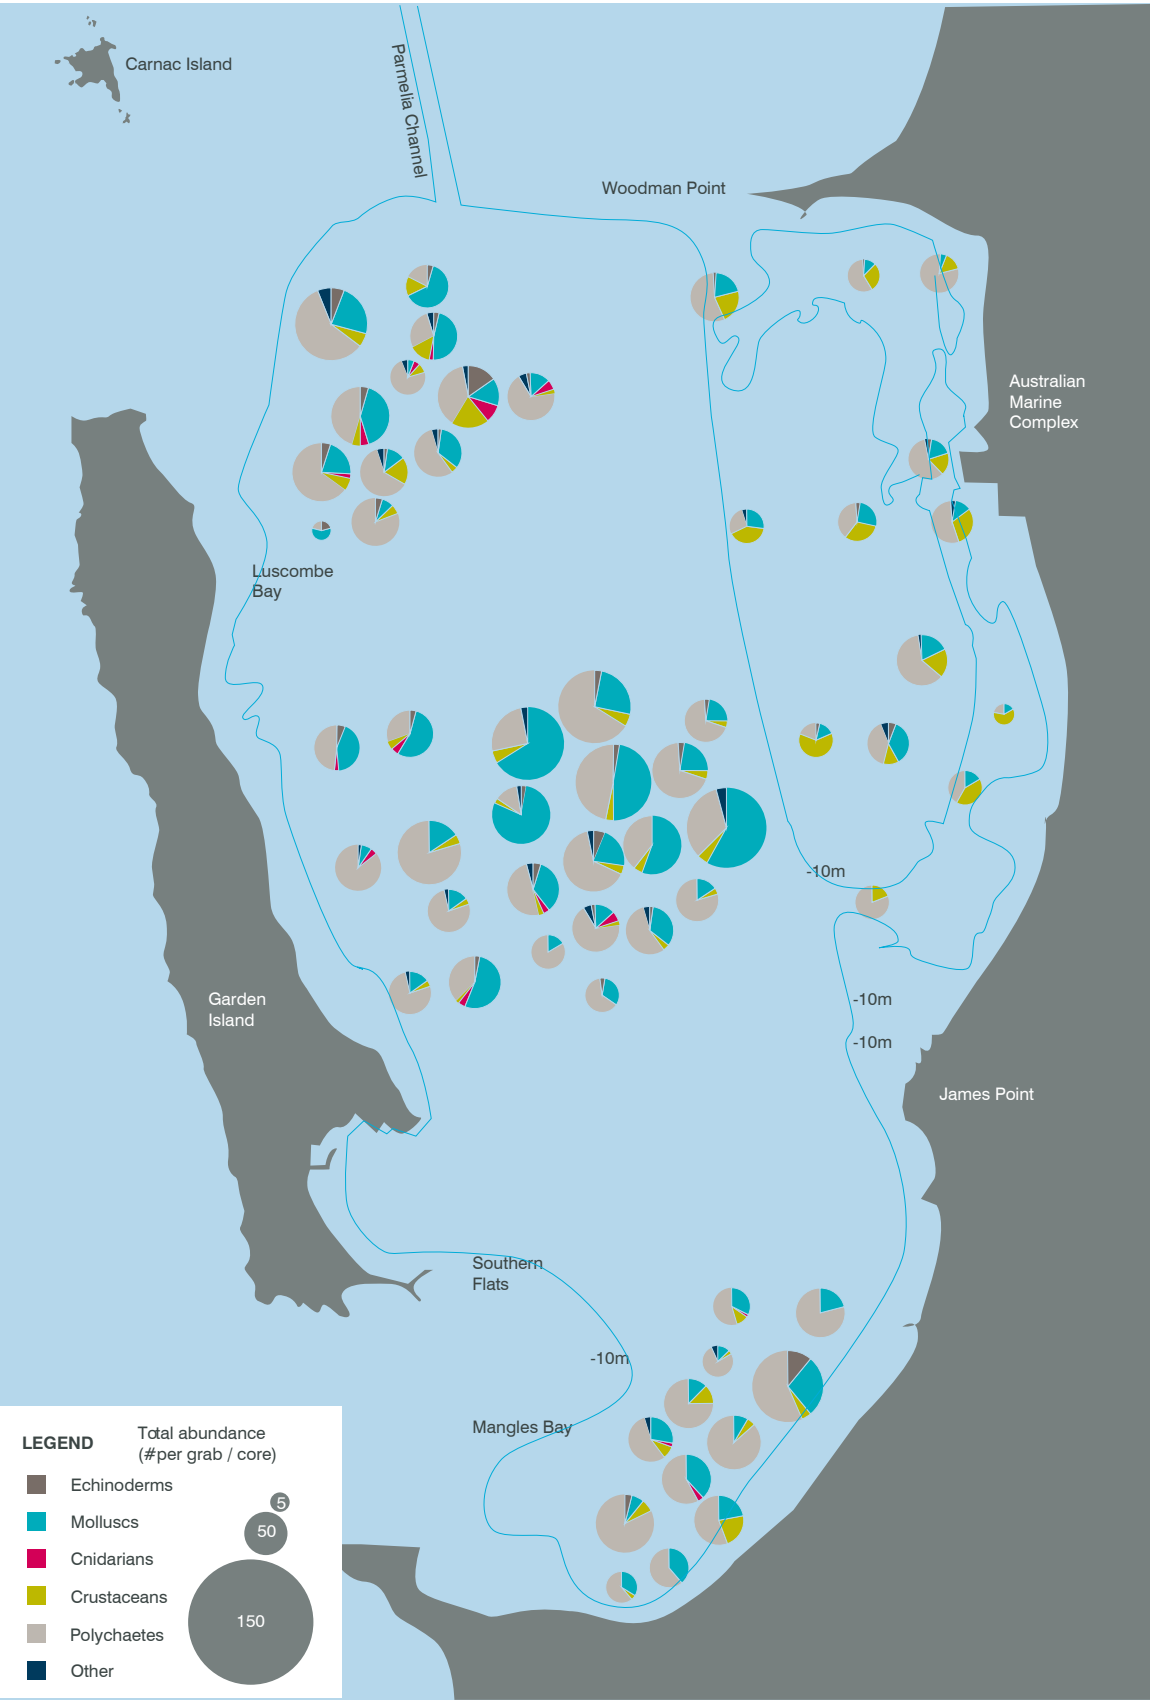 Carnac Island
Parmelia Channel
Woodman Point
Australian
Marine
Complex
Luscombe
Bay
-10m
Garden
Island
-10m
-10m
James Point
Southern
Flats
-10m
Mangles Bay
LEGEND
Total abundance
(#per grab / core)
Echinoderms
5
Molluscs
50
Cnidarians
Crustaceans
150
Polychaetes
Other